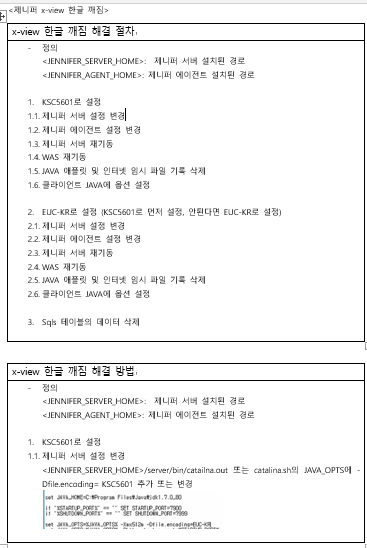 <제니퍼 x-view 한글 깨짐>
x-view 한글 깨짐 해결 절차.
- 정의
<JENNIFER_SERVER_HOME>: 제니퍼 서버 설치된 경로
<JENNIFER_AGENT_HOME>: 제니퍼 에이전트 설치된 경로
1. KSC5601로 설정
1.1. 제니퍼 서버 설정 변경
1.2. 제니퍼 에이전트 설정 변경
1.3. 제니퍼 서버 재기동
1.4. WAS 재기동
1.5. JAVA 애플릿 및 인터넷 임시 파일 기록 삭제
1.6. 클라이언트 JAVA에 옵션 설정
2. EUC-KR로 설정 (KSC5601로 먼저 설정, 안된다면 EUC-KR로 설정)
2.1. 제니퍼 서버 설정 변경
2.2. 제니퍼 에이전트 설정 변경
2.3. 제니퍼 서버 재기동
2.4. WAS 재기동
2.5. JAVA 애플릿 및 인터넷 임시 파일 기록 삭제
2.6. 클라이언트 JAVA에 옵션 설정
3. Sqls 테이블의 데이터 삭제
x-view 한글 깨짐 해결 방법.
- 정의
<JENNIFER_SERVER_HOME>: 제니퍼 서버 설치된 경로
<JENNIFER_AGENT_HOME>: 제니퍼 에이전트 설치된 경로
1. KSC5601로 설정
1.1. 제니퍼 서버 설정 변경
<JENNIFER_SERVER_HOME>/server/bin/catailna.out 또는 catalina.sh의 JAVA_OPTS에 -
Dfile.encoding= KSC5601 추가 또는 변경
set JAVA_HOME=C:\Program Files\Java\jdk1.7.0_80
if "%STARTUP_PORT%" == "" SET STARTUP_PORT=7900
if "%SHUTDOWN_PORT%" == "" SET SHUTDOWN_PORT=7999
set JAVA_OPTS=%JAVA_OPTS% -Xmx512m -Dfile.encoding=EUC-KR